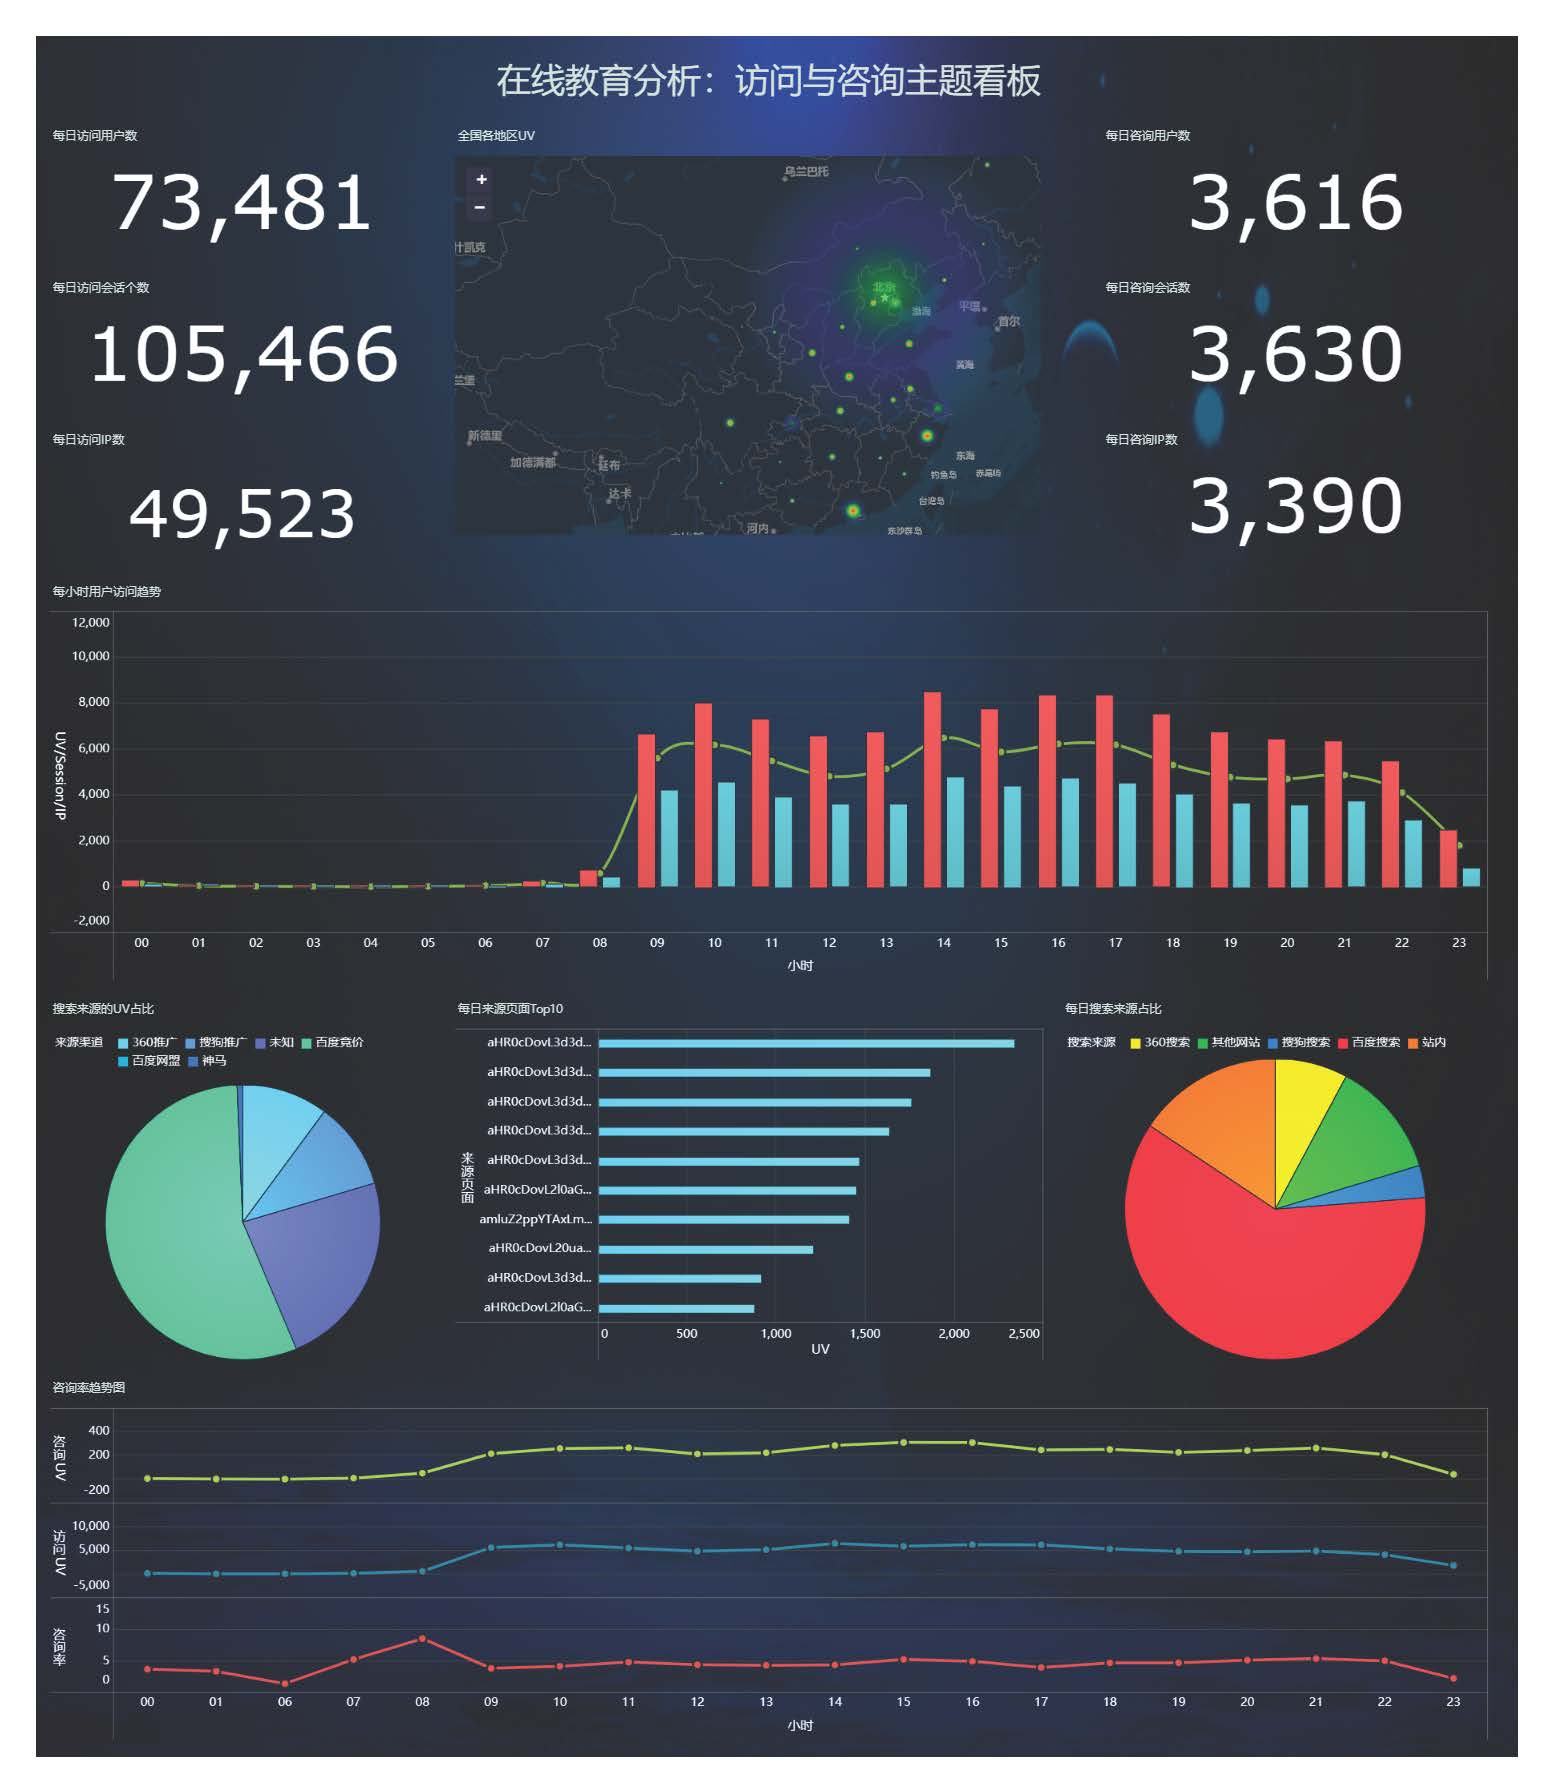 在线教育分析：访问与咨询主题看板
每日访问用户数
73,481
每日访问会话个数
105,466
每日访问IP数
49,523
全国各地区UV
+
−
乌兰巴托
什凯克
北京
渤海
平壤
首尔
黄海
兰堡
新德里
加德满都
廷布
达卡
东海
钓鱼岛
赤尾屿
台湾岛
河内
东沙群岛
每日咨询用户数
3,616
每日咨询会话数
3,630
每日咨询IP数
3,390
每小时用户访问趋势
UV/Session/IP
12,000
10,000
8,000
6,000
4,000
2,000
0
-2,000
00 01 02 03 04 05 06 07 08 09 10 11 12 13 14 15 16 17 18 19 20 21 22 23
小时
搜索来源的UV占比
来源渠道 360推广 搜狗推广 未知 百度竞价
百度网盟 神马
每日来源页面Top10
来源页面
aHR0cDovL3d3d...
aHR0cDovL3d3d...
aHR0cDovL3d3d...
aHR0cDovL3d3d...
aHR0cDovL3d3d...
aHR0cDovL2l0aG...
amluZ2ppYTAxLm...
aHR0cDovL20ua...
aHR0cDovL3d3d...
aHR0cDovL2l0aG...
0 500 1,000 1,500 2,000 2,500
UV
每日搜索来源占比
搜索来源 360搜索 其他网站 搜狗搜索 百度搜索 站内
咨询率趋势图
咨询UV
400
200
-200
访问UV
10,000
5,000
-5,000
咨询率
15
10
5
0
00 01 06 07 08 09 10 11 12 13 14 15 16 17 18 19 20 21 22 23
小时